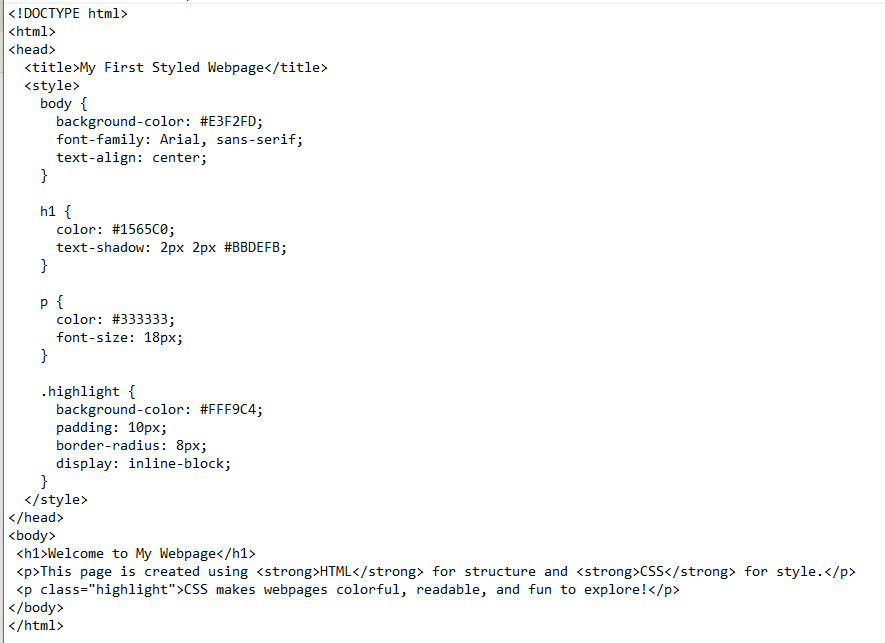 <!DOCTYPE html>
<html>
<head>
  <title>My First Styled Webpage</title>
  <style>
    body {
      background-color: #E3F2FD;
      font-family: Arial, sans-serif;
      text-align: center;
    }

    h1 {
      color: #1565C0;
      text-shadow: 2px 2px #BBDEFB;
    }

    p {
      color: #333333;
      font-size: 18px;
    }

    .highlight {
      background-color: #FFF9C4;
      padding: 10px;
      border-radius: 8px;
      display: inline-block;
    }
  </style>
</head>
<body>
 <h1>Welcome to My Webpage</h1>
 <p>This page is created using <strong>HTML</strong> for structure and <strong>CSS</strong> for style.</p>
 <p class="highlight">CSS makes webpages colorful, readable, and fun to explore!</p>
</body>
</html>